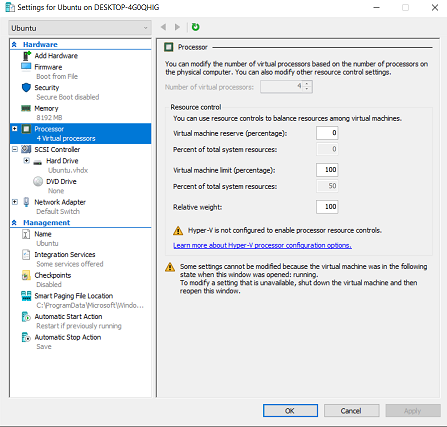 Settings for Ubuntu on DESKTOP-4G0QHIG
Ubuntu
Hardware
Add Hardware
Firmware
Boot from File
Security
Secure Boot disabled
Memory
8192 MB
Processor
4 Virtual processors
SCSI Controller
Hard Drive
Ubuntu.vhdx
DVD Drive
None
Network Adapter
Default Switch
Management
Name
Ubuntu
Integration Services
Some services offered
Checkpoints
Disabled
Smart Paging File Location
C:\ProgramData\Microsoft\Windo...
Automatic Start Action
Restart if previously running
Automatic Stop Action
Save
Processor
You can modify the number of virtual processors based on the number of processors on
the physical computer. You can also modify other resource control settings.
Number of virtual processors: 4
Resource control
You can use resource controls to balance resources among virtual machines.
Virtual machine reserve (percentage): 0
Percent of total system resources: 0
Virtual machine limit (percentage): 100
Percent of total system resources: 50
Relative weight: 100
Hyper-V is not configured to enable processor resource controls.
Learn more about Hyper-V processor configuration options.
Some settings cannot be modified because the virtual machine was in the following
state when this window was opened: running.
To modify a setting that is unavailable, shut down the virtual machine and then
reopen this window.
OK Cancel Apply